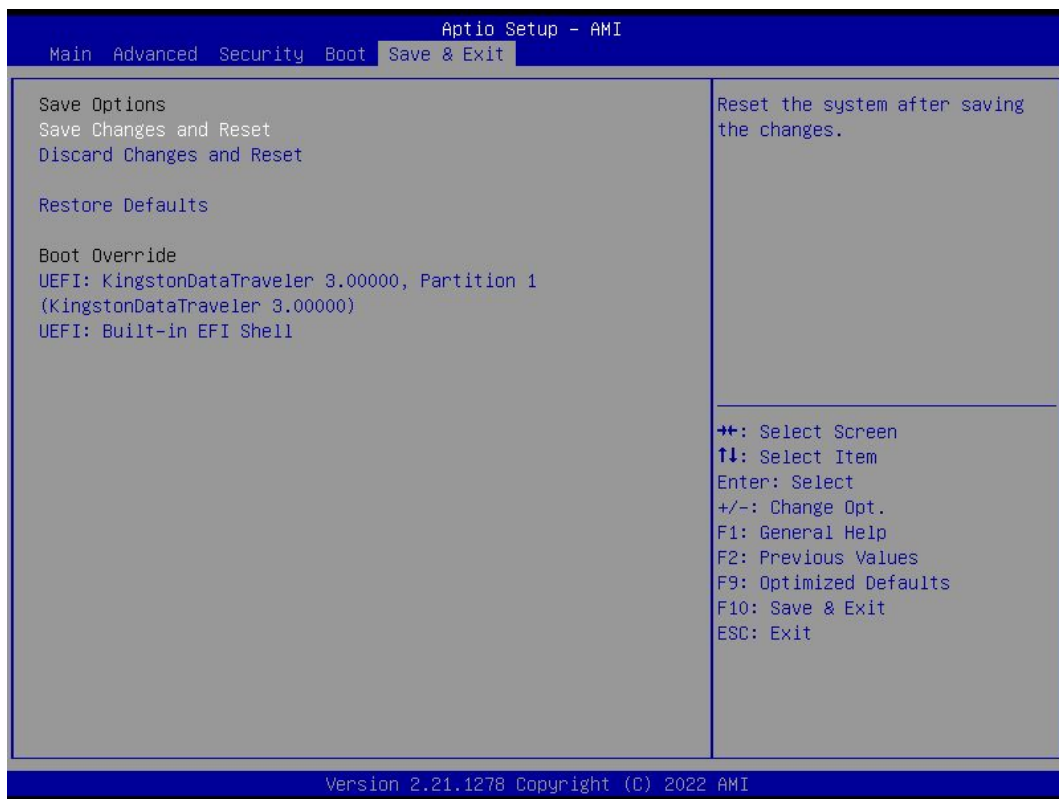 Aptio Setup - AMI
Main Advanced Security Boot Save & Exit
Save Options
Save Changes and Reset
Discard Changes and Reset
Restore Defaults
Boot Override
UEFI: KingstonDataTraveler 3.00000, Partition 1
(KingstonDataTraveler 3.00000)
UEFI: Built-in EFI Shell
Reset the system after saving
the changes.
→←: Select Screen
↑↓: Select Item
Enter: Select
+/-: Change Opt.
F1: General Help
F2: Previous Values
F9: Optimized Defaults
F10: Save & Exit
ESC: Exit
Version 2.21.1278 Copyright (C) 2022 AMI